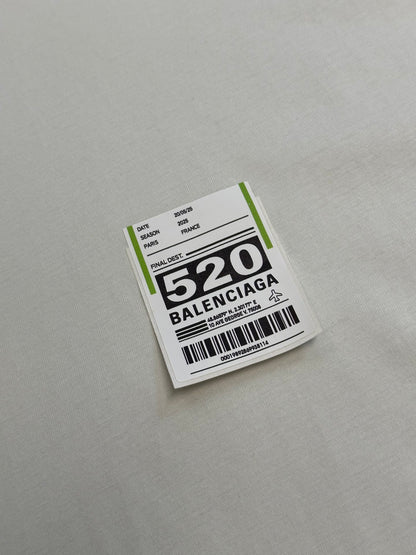 DATE 20/05/25
SEASON 2025
PARIS FRANCE
FINAL DEST.
520
BALENCIAGA
10 AVE GEORGE V, 75008